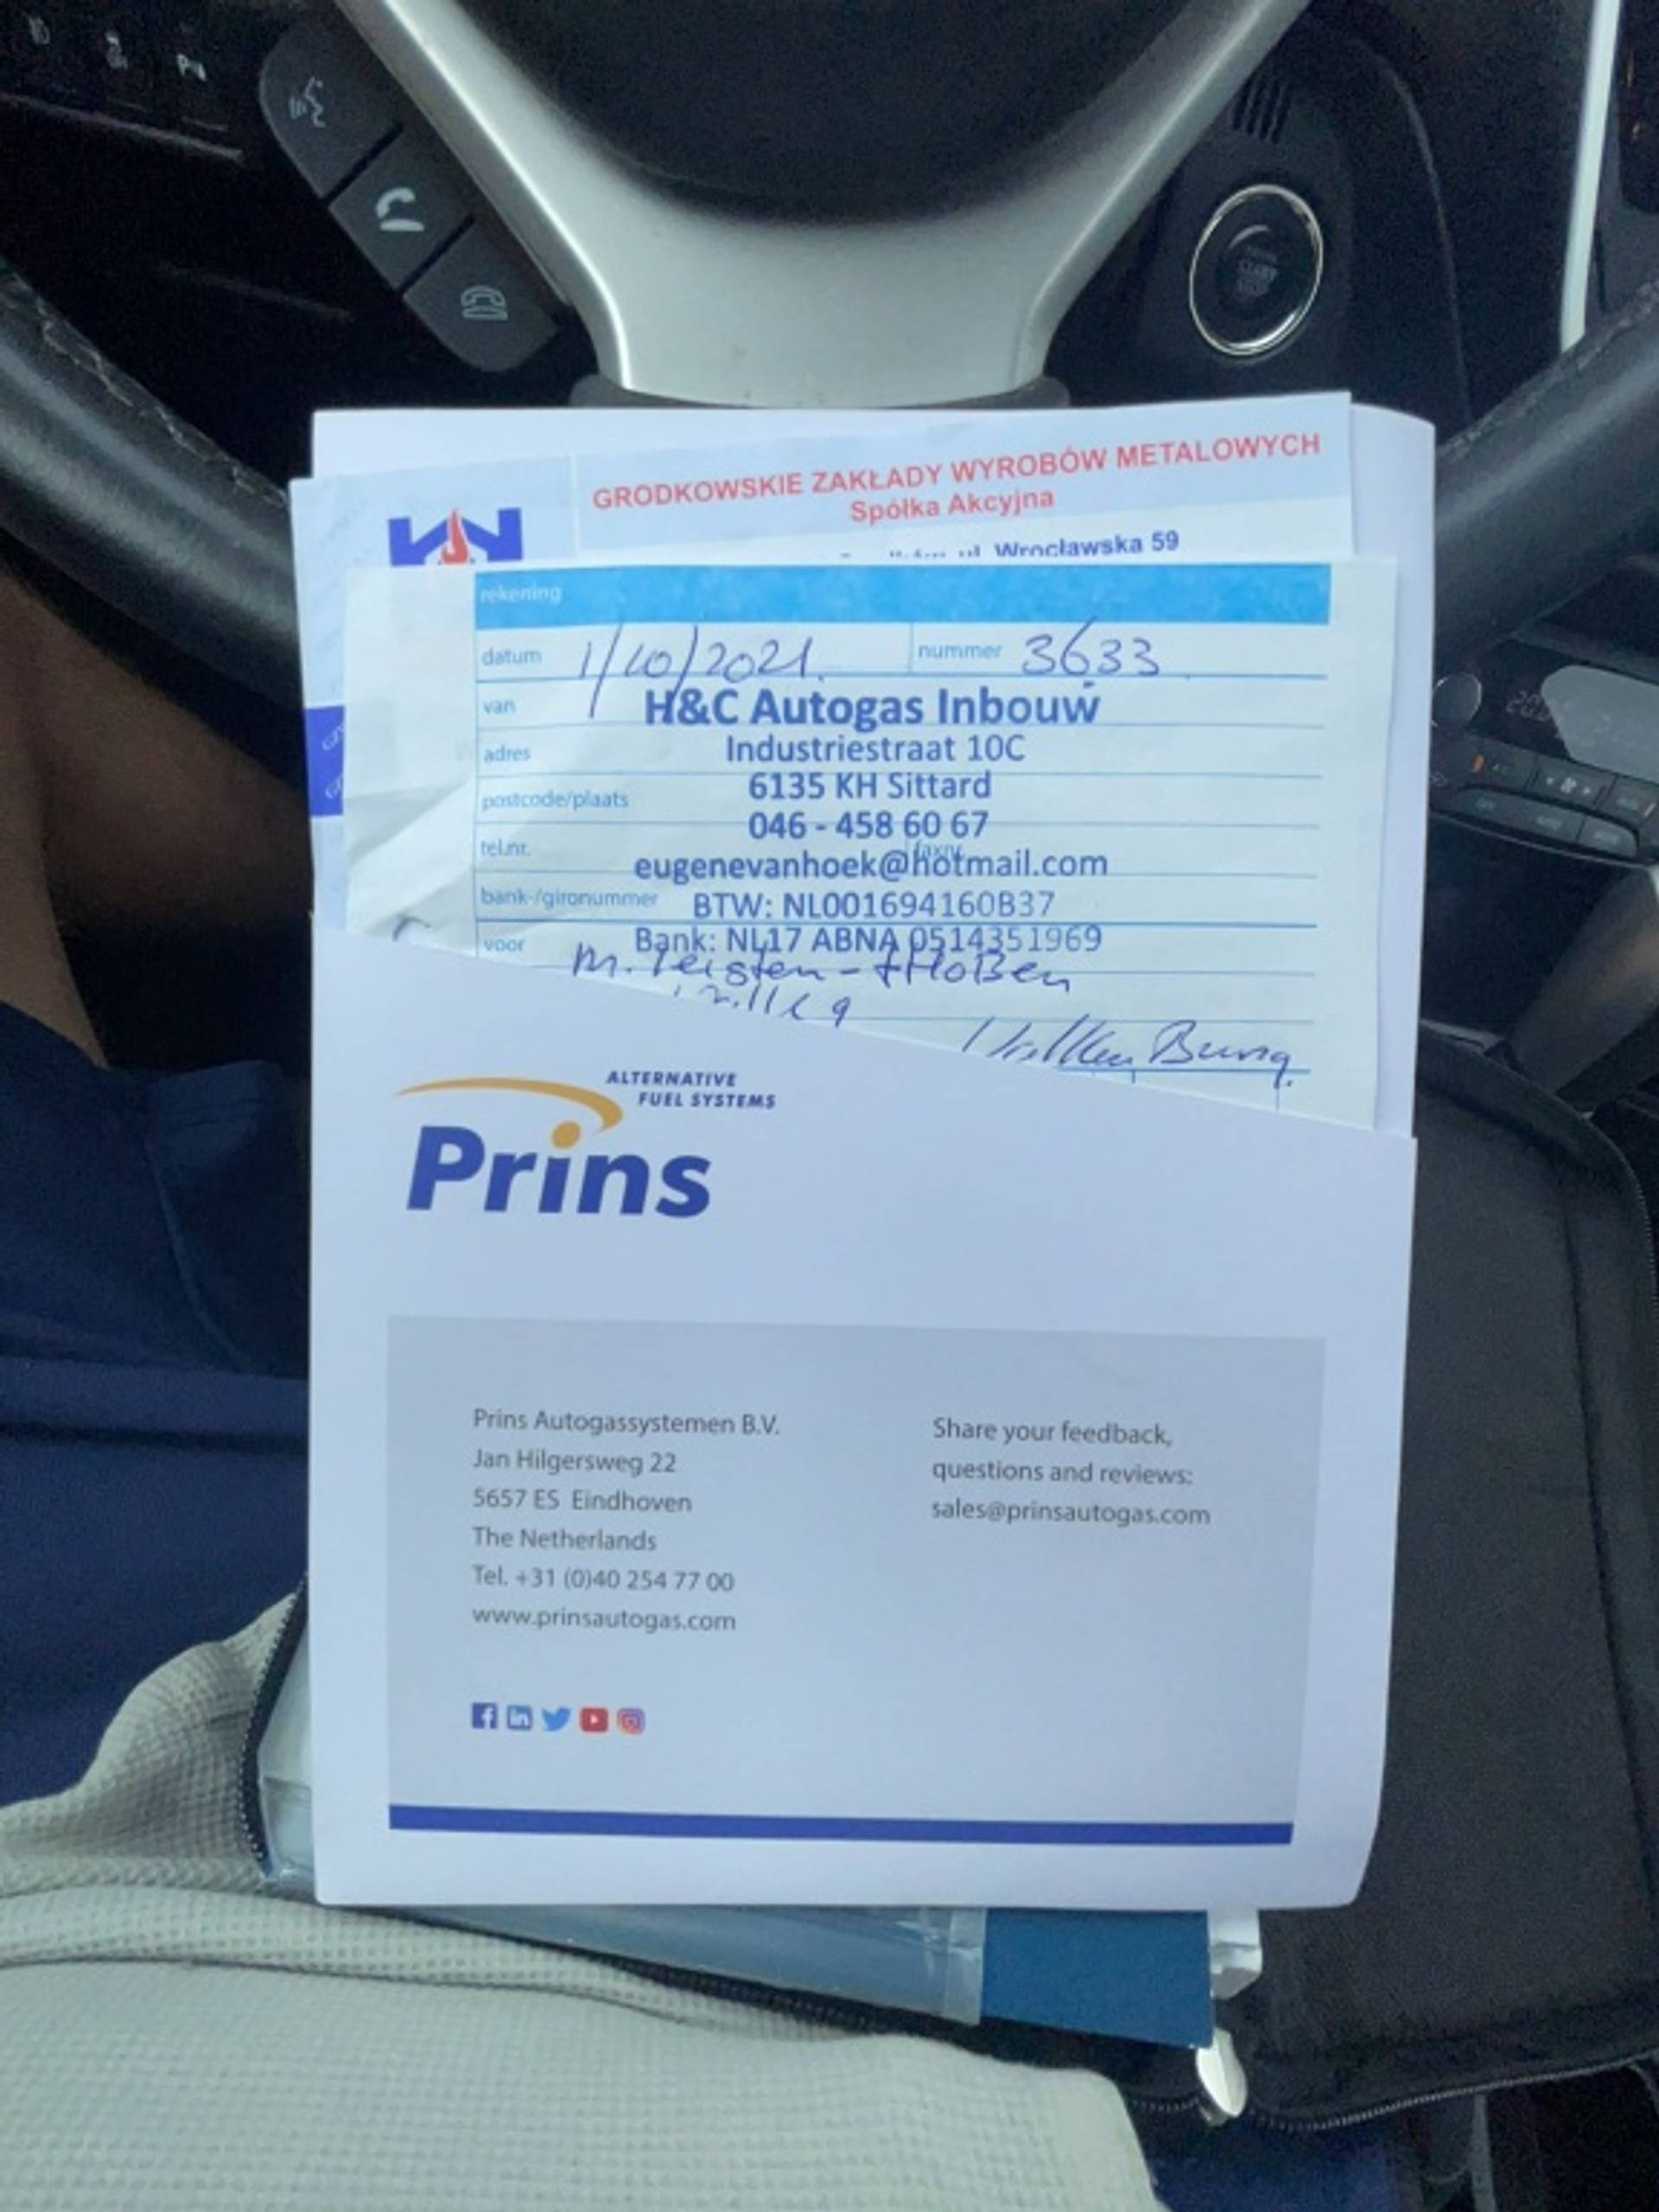 GRODKOWSKIE ZAKŁADY WYROBÓW METALOWYCH
Spółka Akcyjna
ul. Wrocławska 59
rekening
datum 1/10/2021. nummer 3633
van H&C Autogas Inbouw
adres Industriestraat 10C
postcode/plaats 6135 KH Sittard
046 - 458 60 67
tel.nr. fax nr.
eugenevanhoek@hotmail.com
bank-/gironummer BTW: NL001694160B37
Bank: NL17 ABNA 0514351969
voor M.
ALTERNATIVE
FUEL SYSTEMS
Prins
Prins Autogassystemen B.V.
Jan Hilgersweg 22
5657 ES Eindhoven
The Netherlands
Tel. +31 (0)40 254 77 00
www.prinsautogas.com
Share your feedback,
questions and reviews:
sales@prinsautogas.com